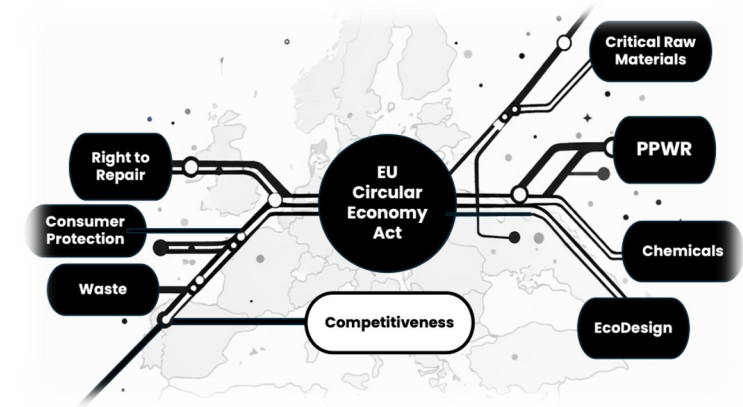 Critical Raw
Materials
Right to
Repair
EU
Circular
Economy
Act
PPWR
Consumer
Protection
Chemicals
Waste
Competitiveness
EcoDesign